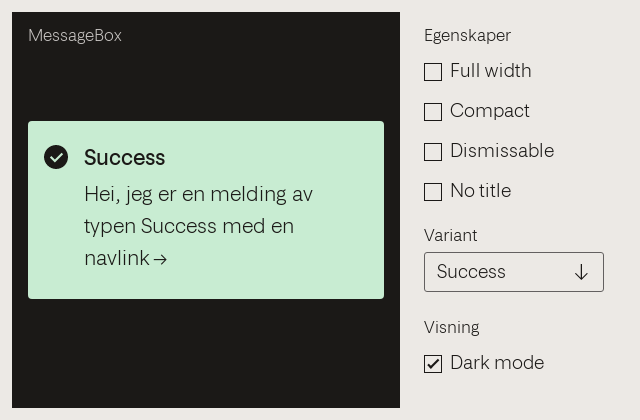 MessageBox
Success
Hei, jeg er en melding av
typen Success med en
navlink →
Egenskaper
Full width
Compact
Dismissable
No title
Variant
Success
Visning
Dark mode